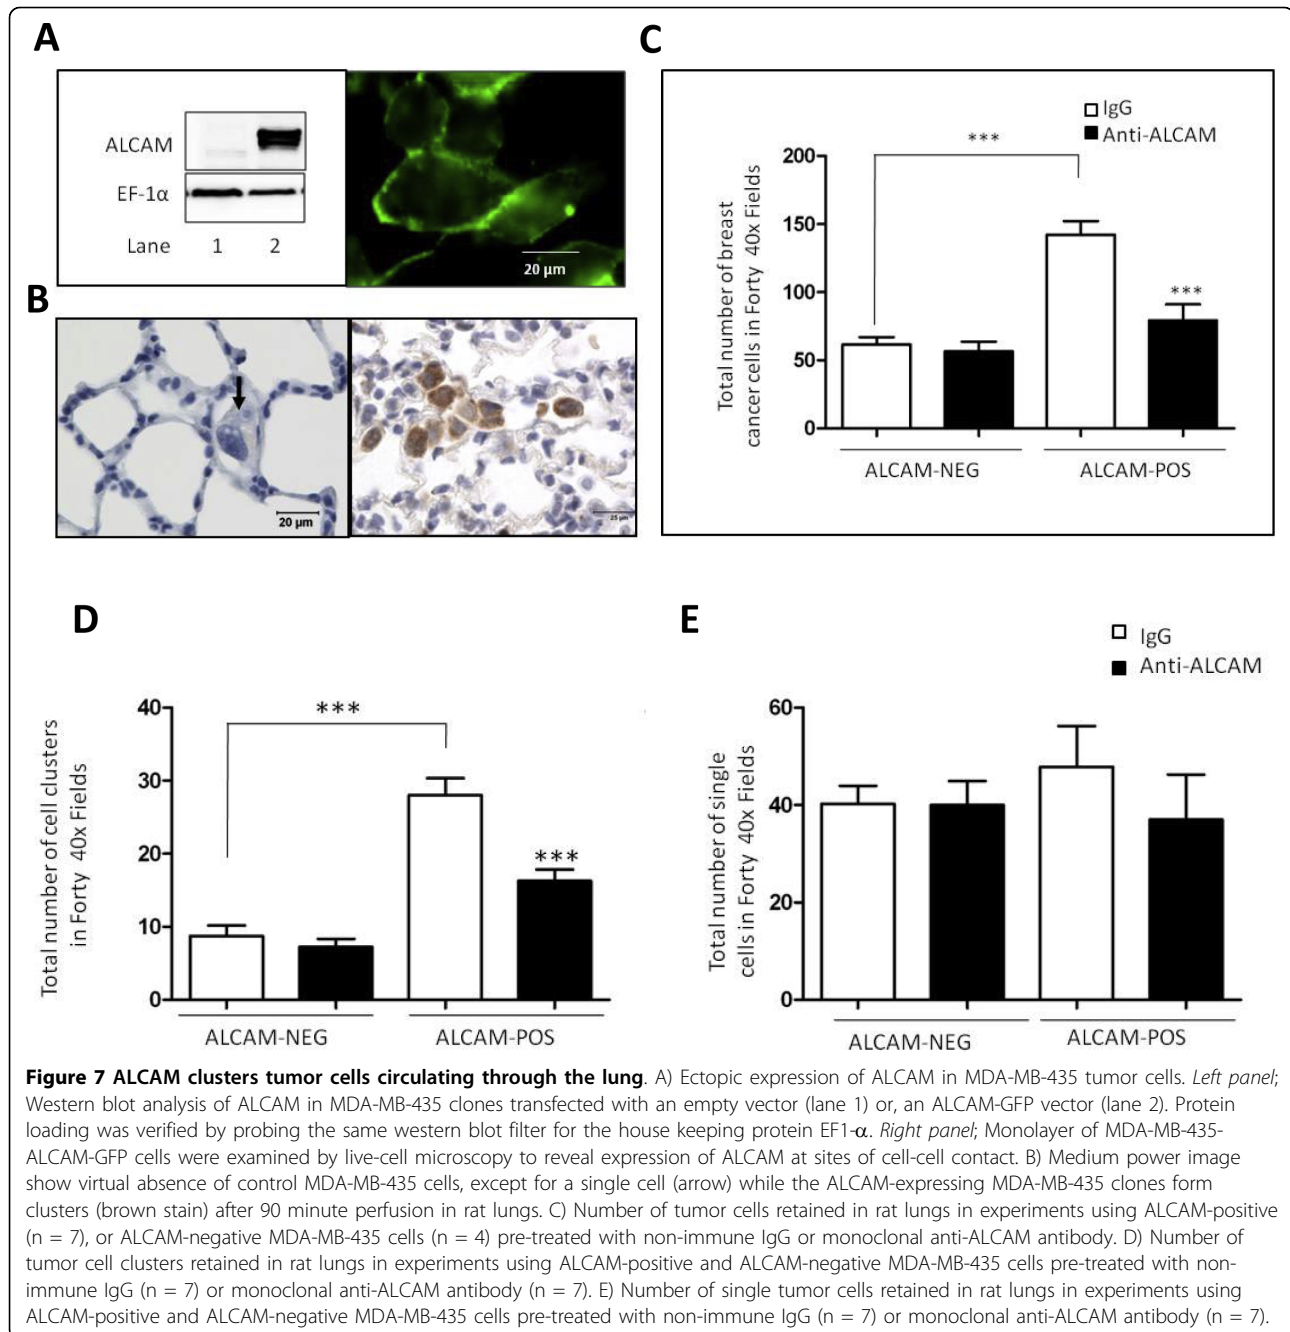 A
ALCAM
EF-1α
Lane 1 2
20 µm
B
20 µm
25 µm
C
IgG
Anti-ALCAM
***
200
150
100
50
0
***
Total number of breast
cancer cells in Forty 40x Fields
ALCAM-NEG ALCAM-POS
D
40
30
20
10
0
***
***
Total number of cell clusters
in Forty 40x Fields
ALCAM-NEG ALCAM-POS
E
IgG
Anti-ALCAM
60
40
20
0
Total number of single
cells in Forty 40x Fields
ALCAM-NEG ALCAM-POS
Figure 7 ALCAM clusters tumor cells circulating through the lung. A) Ectopic expression of ALCAM in MDA-MB-435 tumor cells. Left panel;
Western blot analysis of ALCAM in MDA-MB-435 clones transfected with an empty vector (lane 1) or, an ALCAM-GFP vector (lane 2). Protein
loading was verified by probing the same western blot filter for the house keeping protein EF1-α. Right panel; Monolayer of MDA-MB-435-
ALCAM-GFP cells were examined by live-cell microscopy to reveal expression of ALCAM at sites of cell-cell contact. B) Medium power image
show virtual absence of control MDA-MB-435 cells, except for a single cell (arrow) while the ALCAM-expressing MDA-MB-435 clones form
clusters (brown stain) after 90 minute perfusion in rat lungs. C) Number of tumor cells retained in rat lungs in experiments using ALCAM-positive
(n = 7), or ALCAM-negative MDA-MB-435 cells (n = 4) pre-treated with non-immune IgG or monoclonal anti-ALCAM antibody. D) Number of
tumor cell clusters retained in rat lungs in experiments using ALCAM-positive and ALCAM-negative MDA-MB-435 cells pre-treated with non-
immune IgG (n = 7) or monoclonal anti-ALCAM antibody (n = 7). E) Number of single tumor cells retained in rat lungs in experiments using
ALCAM-positive and ALCAM-negative MDA-MB-435 cells pre-treated with non-immune IgG (n = 7) or monoclonal anti-ALCAM antibody (n = 7).